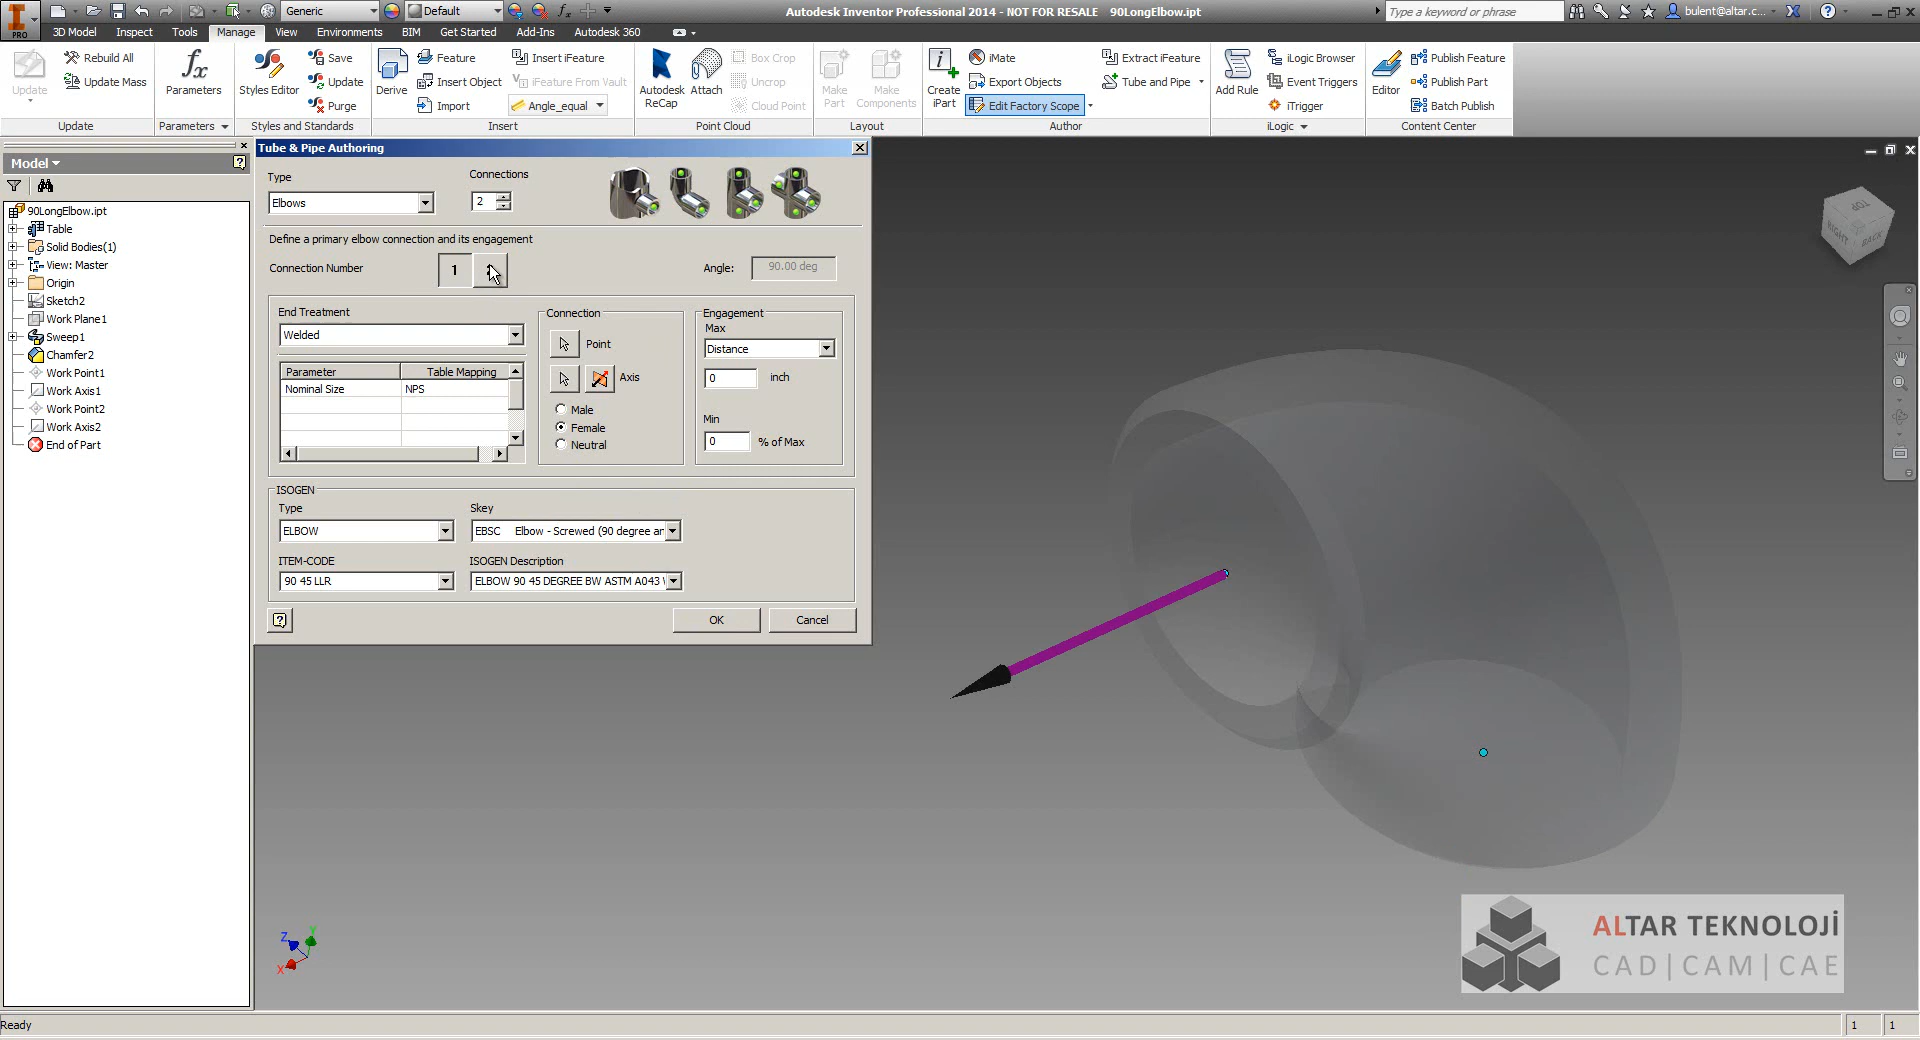 PRO
Generic
Default
Autodesk Inventor Professional 2014 - NOT FOR RESALE 90LongElbow.ipt
Type a keyword or phrase
bulent@altar.c...
3D Model
Inspect
Tools
Manage
View
Environments
BIM
Get Started
Add-Ins
Autodesk 360
Update
Rebuild All
Update Mass
Update
Parameters
Parameters
Styles Editor
Save
Update
Purge
Styles and Standards
Derive
Feature
Insert Object
Import
Insert iFeature
iFeature From Vault
Angle_equal
Insert
Autodesk ReCap
Attach
Box Crop
Uncrop
Cloud Point
Point Cloud
Make Part
Make Components
Layout
Create iPart
iMate
Export Objects
Edit Factory Scope
Extract iFeature
Tube and Pipe
Author
Add Rule
iLogic Browser
Event Triggers
iTrigger
iLogic
Editor
Publish Feature
Publish Part
Batch Publish
Content Center
Model
90LongElbow.ipt
Table
Solid Bodies(1)
View: Master
Origin
Sketch2
Work Plane1
Sweep1
Chamfer2
Work Point1
Work Axis1
Work Point2
Work Axis2
End of Part
Tube & Pipe Authoring
Type
Connections
Elbows
2
Define a primary elbow connection and its engagement
Connection Number
1
Angle:
90.00 deg
End Treatment
Welded
Parameter
Table Mapping
Nominal Size
NPS
Connection
Point
Axis
Male
Female
Neutral
Engagement
Max
Distance
0
inch
Min
0
% of Max
ISOGEN
Type
Skey
ELBOW
EBSC Elbow - Screwed (90 degree ar
ITEM-CODE
ISOGEN Description
90 45 LLR
ELBOW 90 45 DEGREE BW ASTM A043
OK
Cancel
TOP
RIGHT
BACK
Z
Y
X
ALTAR TEKNOLOJİ
CAD|CAM|CAE
Ready
1
1